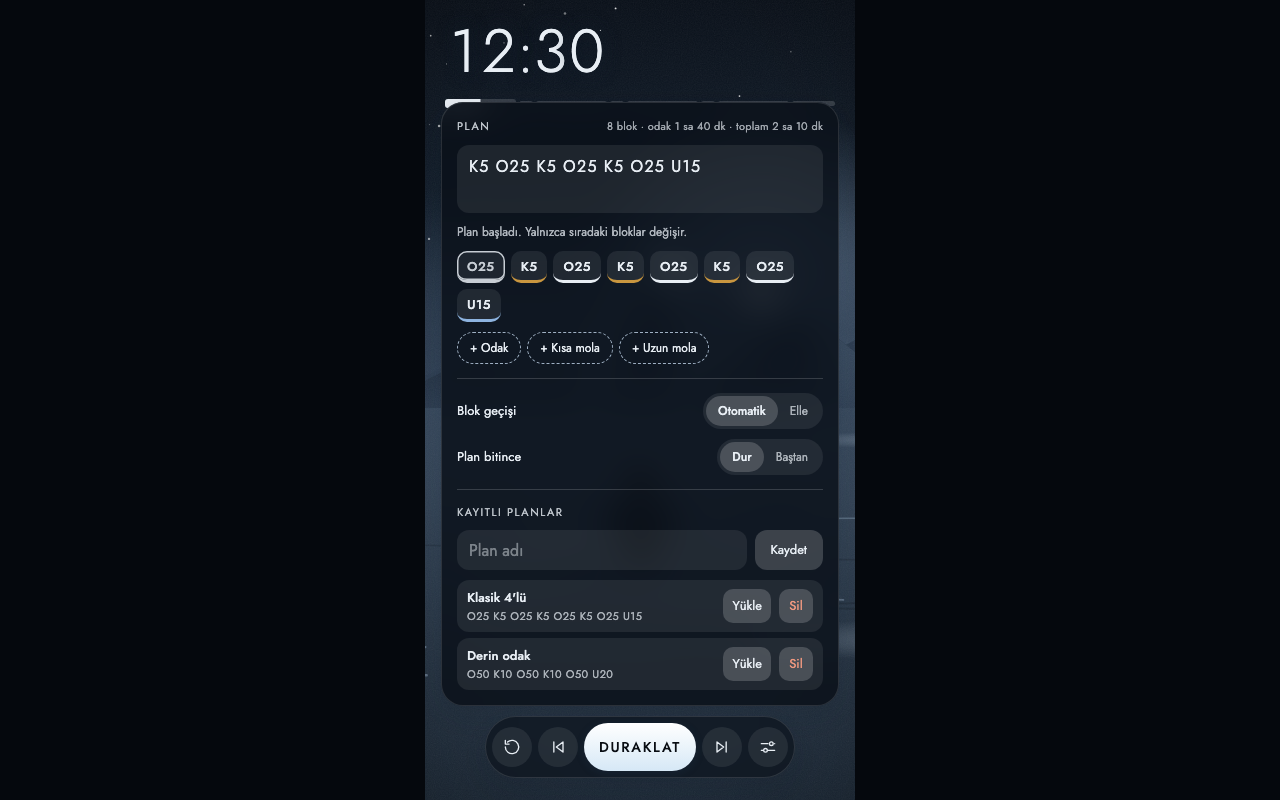 12:30
PLAN
8 blok · odak 1 sa 40 dk · toplam 2 sa 10 dk
K5 O25 K5 O25 K5 O25 U15
Plan başladı. Yalnızca sıradaki bloklar değişir.
O25 K5 O25 K5 O25 K5 O25
U15
+ Odak + Kısa mola + Uzun mola
Blok geçişi
Otomatik Elle
Plan bitince
Dur Baştan
KAYITLI PLANLAR
Plan adı
Kaydet
Klasik 4'lü
O25 K5 O25 K5 O25 K5 O25 U15
Yükle Sil
Derin odak
O50 K10 O50 K10 O50 U20
Yükle Sil
DURAKLAT